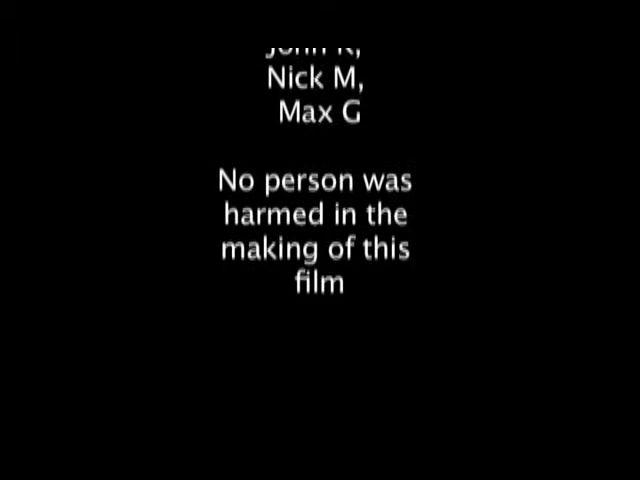 Nick M,
Max G
No person was
harmed in the
making of this
film